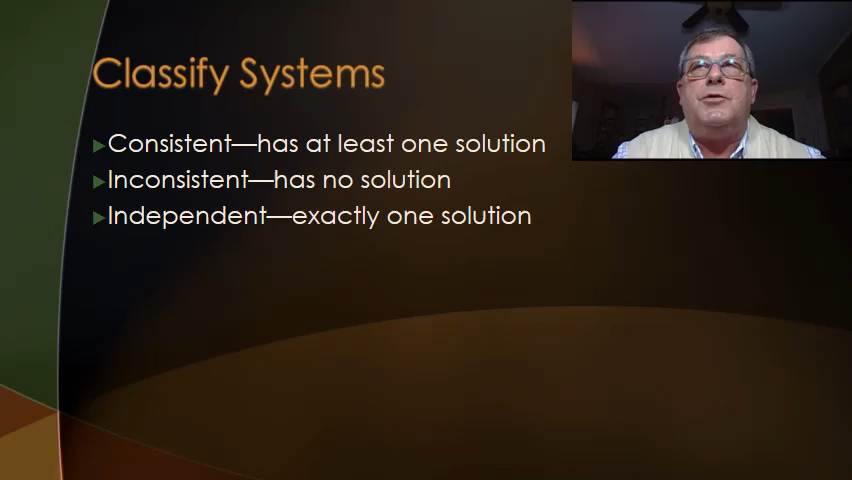 Classify Systems
Consistent—has at least one solution
Inconsistent—has no solution
Independent—exactly one solution